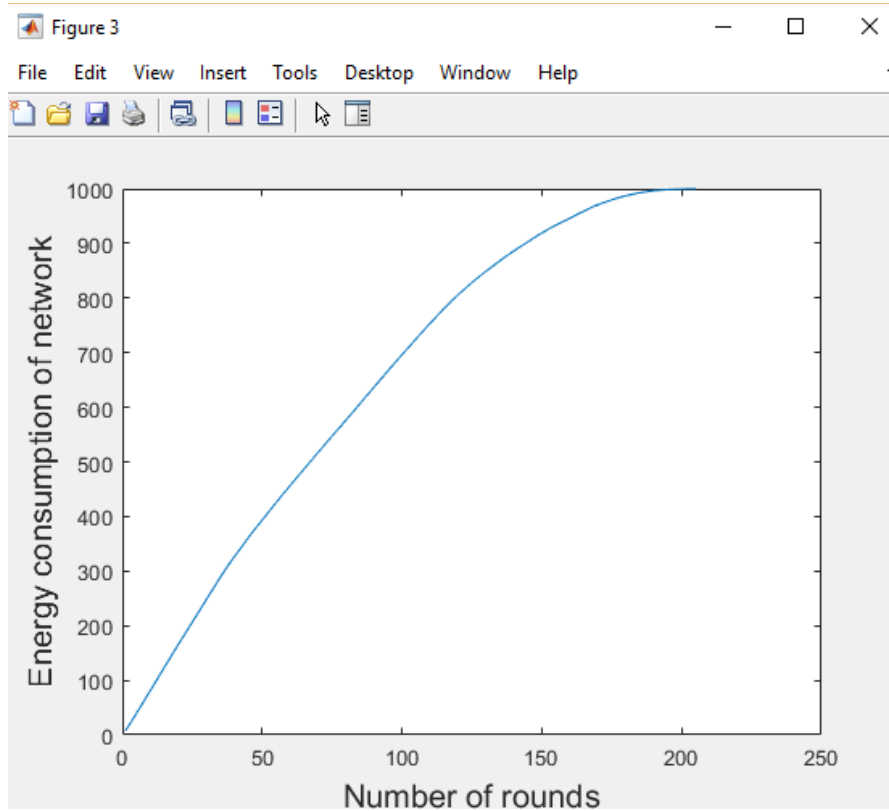 Figure 3
File Edit View Insert Tools Desktop Window Help
1000
900
800
700
600
500
400
300
200
100
0
Energy consumption of network
0 50 100 150 200 250
Number of rounds